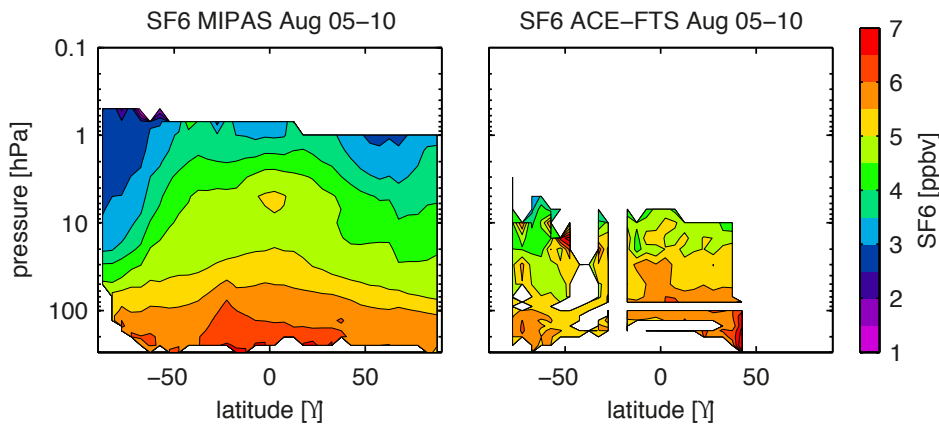 SF6 MIPAS Aug 05−10
SF6 ACE−FTS Aug 05−10
0.1
1
10
100
pressure [hPa]
−50
0
50
latitude [Υ]
−50
0
50
latitude [Υ]
7
6
5
4
3
2
1
SF6 [ppbv]